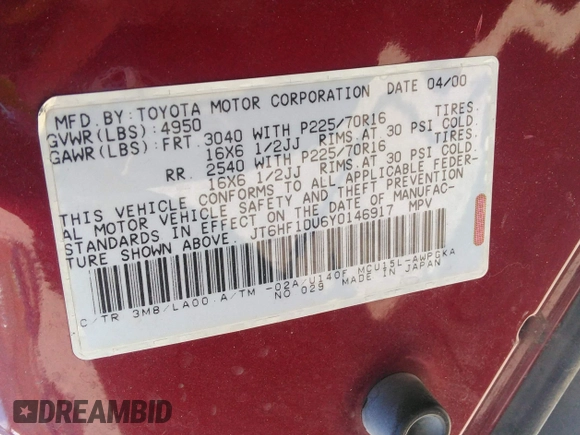 MFD. BY: TOYOTA MOTOR CORPORATION DATE 04/00
GVWR(LBS): 4950
GAWR(LBS): FRT. 3040 WITH P225/70R16 TIRES.
16X6 1/2JJ RIMS AT 30 PSI COLD.
RR. 2540 WITH P225/70R16 TIRES.
16X6 1/2JJ RIMS AT 30 PSI COLD.
THIS VEHICLE CONFORMS TO ALL APPLICABLE FEDER-
AL MOTOR VEHICLE SAFETY AND THEFT PREVENTION
STANDARDS IN EFFECT ON THE DATE OF MANUFAC-
TURE SHOWN ABOVE. JT6HF10U6Y0146917 MPV
C/TR 3M8/LA00 A/TM -02A/U140F MCU15L-AWPGKA
NO 029 MADE IN JAPAN
DREAMBID